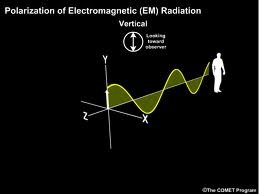 Polarization of Electromagnetic (EM) Radiation
Vertical
Looking
toward
observer
Y
Z
X
©The COMET Program